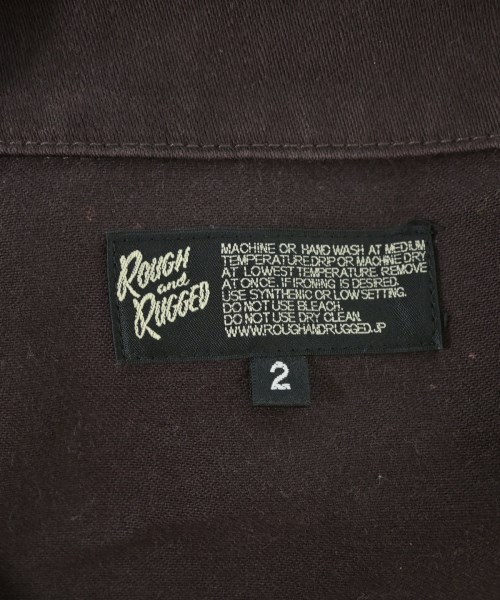 ROUGH
and
RUGGED
MACHINE OR HAND WASH AT MEDIUM
TEMPERATURE.DRIP OR MACHINE DRY
AT LOWEST TEMPERATURE. REMOVE
AT ONCE. IF IRONING IS DESIRED.
USE SYNTHENIC OR LOW SETTING.
DO NOT USE BLEACH.
DO NOT USE DRY CLEAN.
WWW.ROUGHANDRUGGED.JP
2